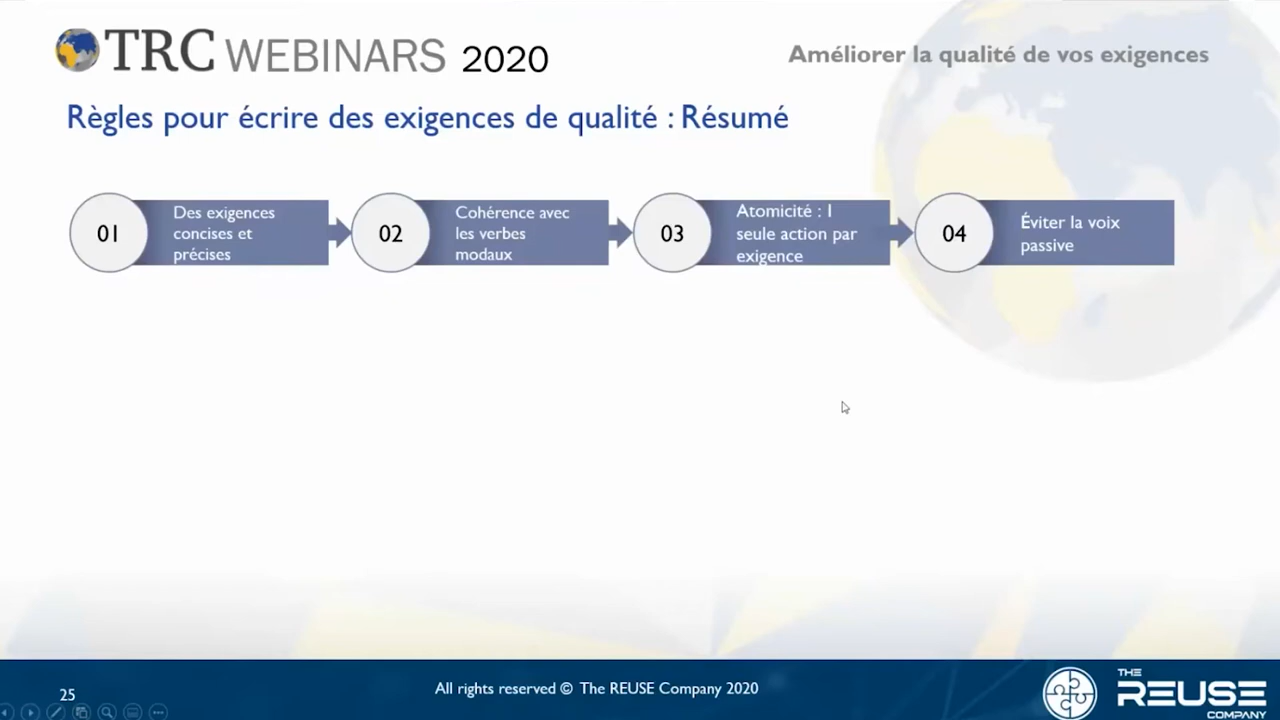 TRC WEBINARS 2020
Améliorer la qualité de vos exigences
Règles pour écrire des exigences de qualité : Résumé
01
Des exigences
concises et
précises
02
Cohérence avec
les verbes
modaux
03
Atomicité : 1
seule action par
exigence
04
Éviter la voix
passive
25
All rights reserved © The REUSE Company 2020
THE
REUSE
COMPANY